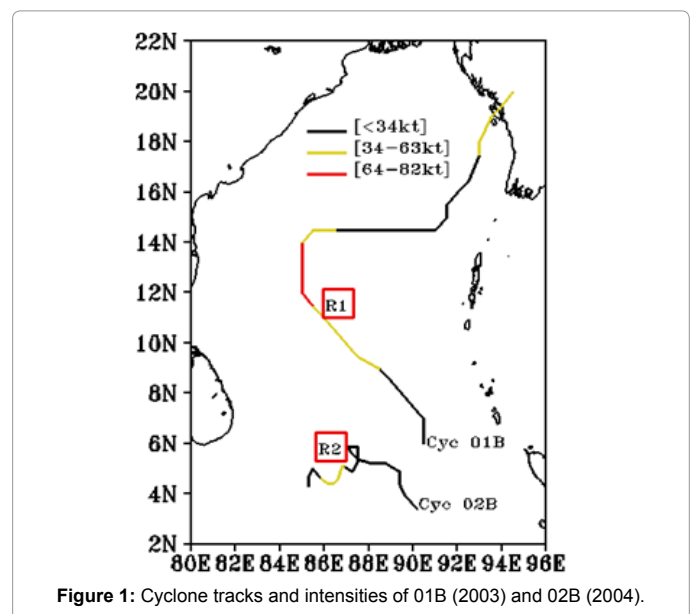 22N
20N
18N
16N
14N
12N
10N
8N
6N
4N
2N
[<34kt]
[34-63kt]
[64-82kt]
R1
R2
Cyc 01B
Cyc 02B
80E 82E 84E 86E 88E 90E 92E 94E 96E
Figure 1: Cyclone tracks and intensities of 01B (2003) and 02B (2004).